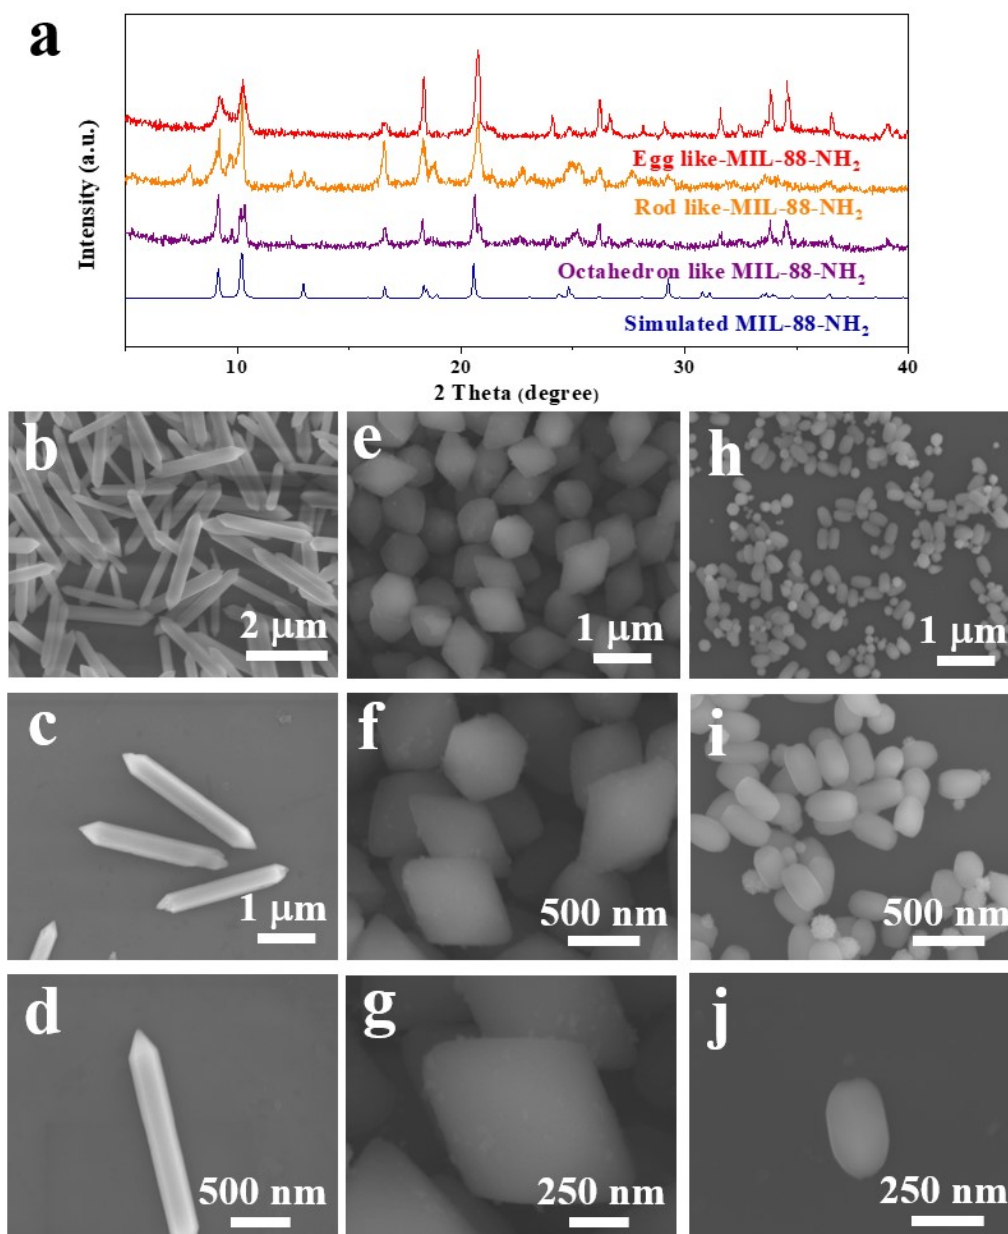 a
Intensity (a.u.)
Egg like-MIL-88-NH₂
Rod like-MIL-88-NH₂
Octahedron like MIL-88-NH₂
Simulated MIL-88-NH₂
10 20 30 40
2 Theta (degree)
b
2 μm
e
1 μm
h
1 μm
c
1 μm
f
500 nm
i
500 nm
d
500 nm
g
250 nm
j
250 nm